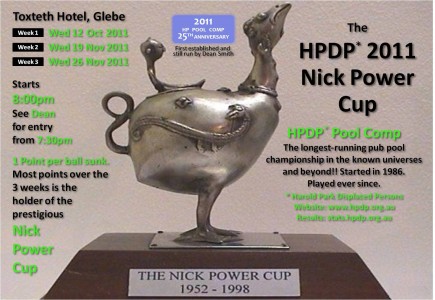 Toxteth Hotel, Glebe
Week 1 Wed 12 Oct 2011
Week 2 Wed 19 Nov 2011
Week 3 Wed 26 Nov 2011
Starts
8:00pm
See Dean
for entry
from 7:30pm
1 Point per ball sunk.
Most points over the
3 weeks is the
holder of the
prestigious
Nick
Power
Cup
2011
HP POOL COMP
25TH ANNIVERSARY
First established and
still run by Dean Smith
The
HPDP* 2011
Nick Power
Cup
HPDP* Pool Comp
The longest-running pub pool
championship in the known universes
and beyond!! Started in 1986.
Played ever since.
* Harold Park Displaced Persons
Website: www.hpdp.org.au
Results: stats.hpdp.org.au
THE NICK POWER CUP
1952 - 1998